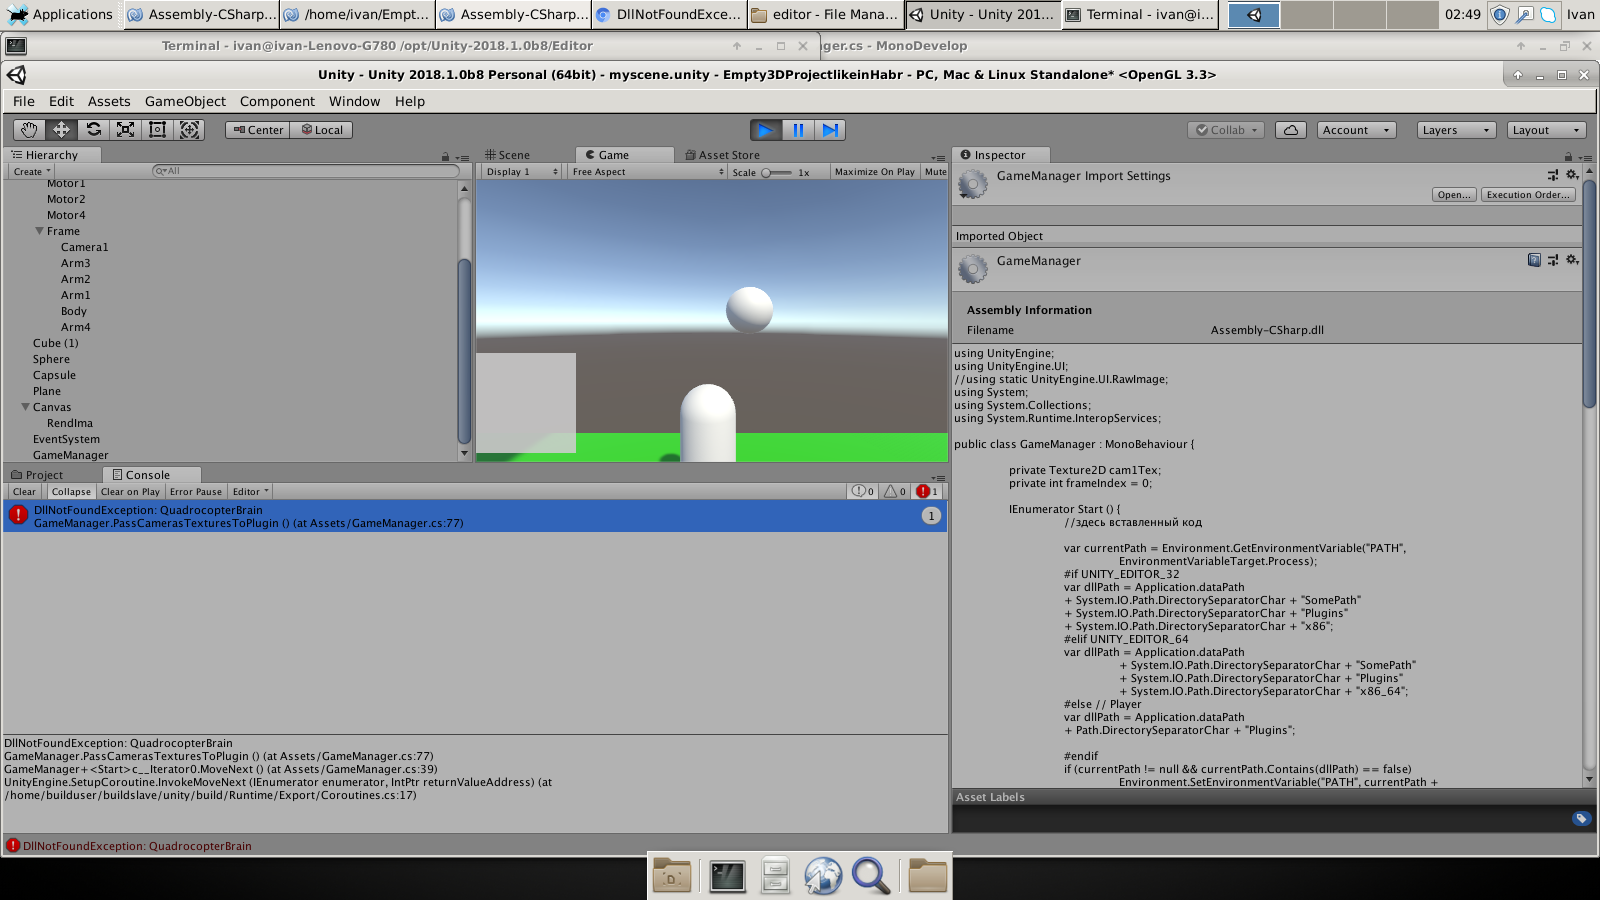 Applications
Assembly-CSharp...
/home/ivan/Empt...
Assembly-CSharp...
DllNotFoundExce...
editor - File Mana...
Unity - Unity 201...
Terminal - ivan@i...
02:49
Ivan
Terminal - ivan@ivan-Lenovo-G780 /opt/Unity-2018.1.0b8/Editor
ger.cs - MonoDevelop
Unity - Unity 2018.1.0b8 Personal (64bit) - myscene.unity - Empty3DProjectlikeinHabr - PC, Mac & Linux Standalone* <OpenGL 3.3>
File Edit Assets GameObject Component Window Help
Center Local
Collab
Account
Layers
Layout
Hierarchy
Create
All
Motor1
Motor2
Motor4
Frame
Camera1
Arm3
Arm2
Arm1
Body
Arm4
Cube (1)
Sphere
Capsule
Plane
Canvas
RendIma
EventSystem
GameManager
Scene
Game
Asset Store
Display 1
Free Aspect
Scale
1x
Maximize On Play
Mute
Project
Console
Clear
Collapse
Clear on Play
Error Pause
Editor
0
0
1
DllNotFoundException: QuadrocopterBrain
GameManager.PassCamerasTexturesToPlugin () (at Assets/GameManager.cs:77)
1
DllNotFoundException: QuadrocopterBrain
GameManager.PassCamerasTexturesToPlugin () (at Assets/GameManager.cs:77)
GameManager+<Start>c__Iterator0.MoveNext () (at Assets/GameManager.cs:39)
UnityEngine.SetupCoroutine.InvokeMoveNext (IEnumerator enumerator, IntPtr returnValueAddress) (at
/home/builduser/buildslave/unity/build/Runtime/Export/Coroutines.cs:17)
DllNotFoundException: QuadrocopterBrain
Inspector
GameManager Import Settings
Open...
Execution Order...
Imported Object
GameManager
Assembly Information
Filename
Assembly-CSharp.dll
using UnityEngine;
using UnityEngine.UI;
//using static UnityEngine.UI.RawImage;
using System;
using System.Collections;
using System.Runtime.InteropServices;
public class GameManager : MonoBehaviour {
private Texture2D cam1Tex;
private int frameIndex = 0;
IEnumerator Start () {
//здесь вставленный код
var currentPath = Environment.GetEnvironmentVariable("PATH",
EnvironmentVariableTarget.Process);
#if UNITY_EDITOR_32
var dllPath = Application.dataPath
+ System.IO.Path.DirectorySeparatorChar + "SomePath"
+ System.IO.Path.DirectorySeparatorChar + "Plugins"
+ System.IO.Path.DirectorySeparatorChar + "x86";
#elif UNITY_EDITOR_64
var dllPath = Application.dataPath
+ System.IO.Path.DirectorySeparatorChar + "SomePath"
+ System.IO.Path.DirectorySeparatorChar + "Plugins"
+ System.IO.Path.DirectorySeparatorChar + "x86_64";
#else // Player
var dllPath = Application.dataPath
+ Path.DirectorySeparatorChar + "Plugins";
#endif
if (currentPath != null && currentPath.Contains(dllPath) == false)
Environment.SetEnvironmentVariable("PATH", currentPath +
Asset Labels